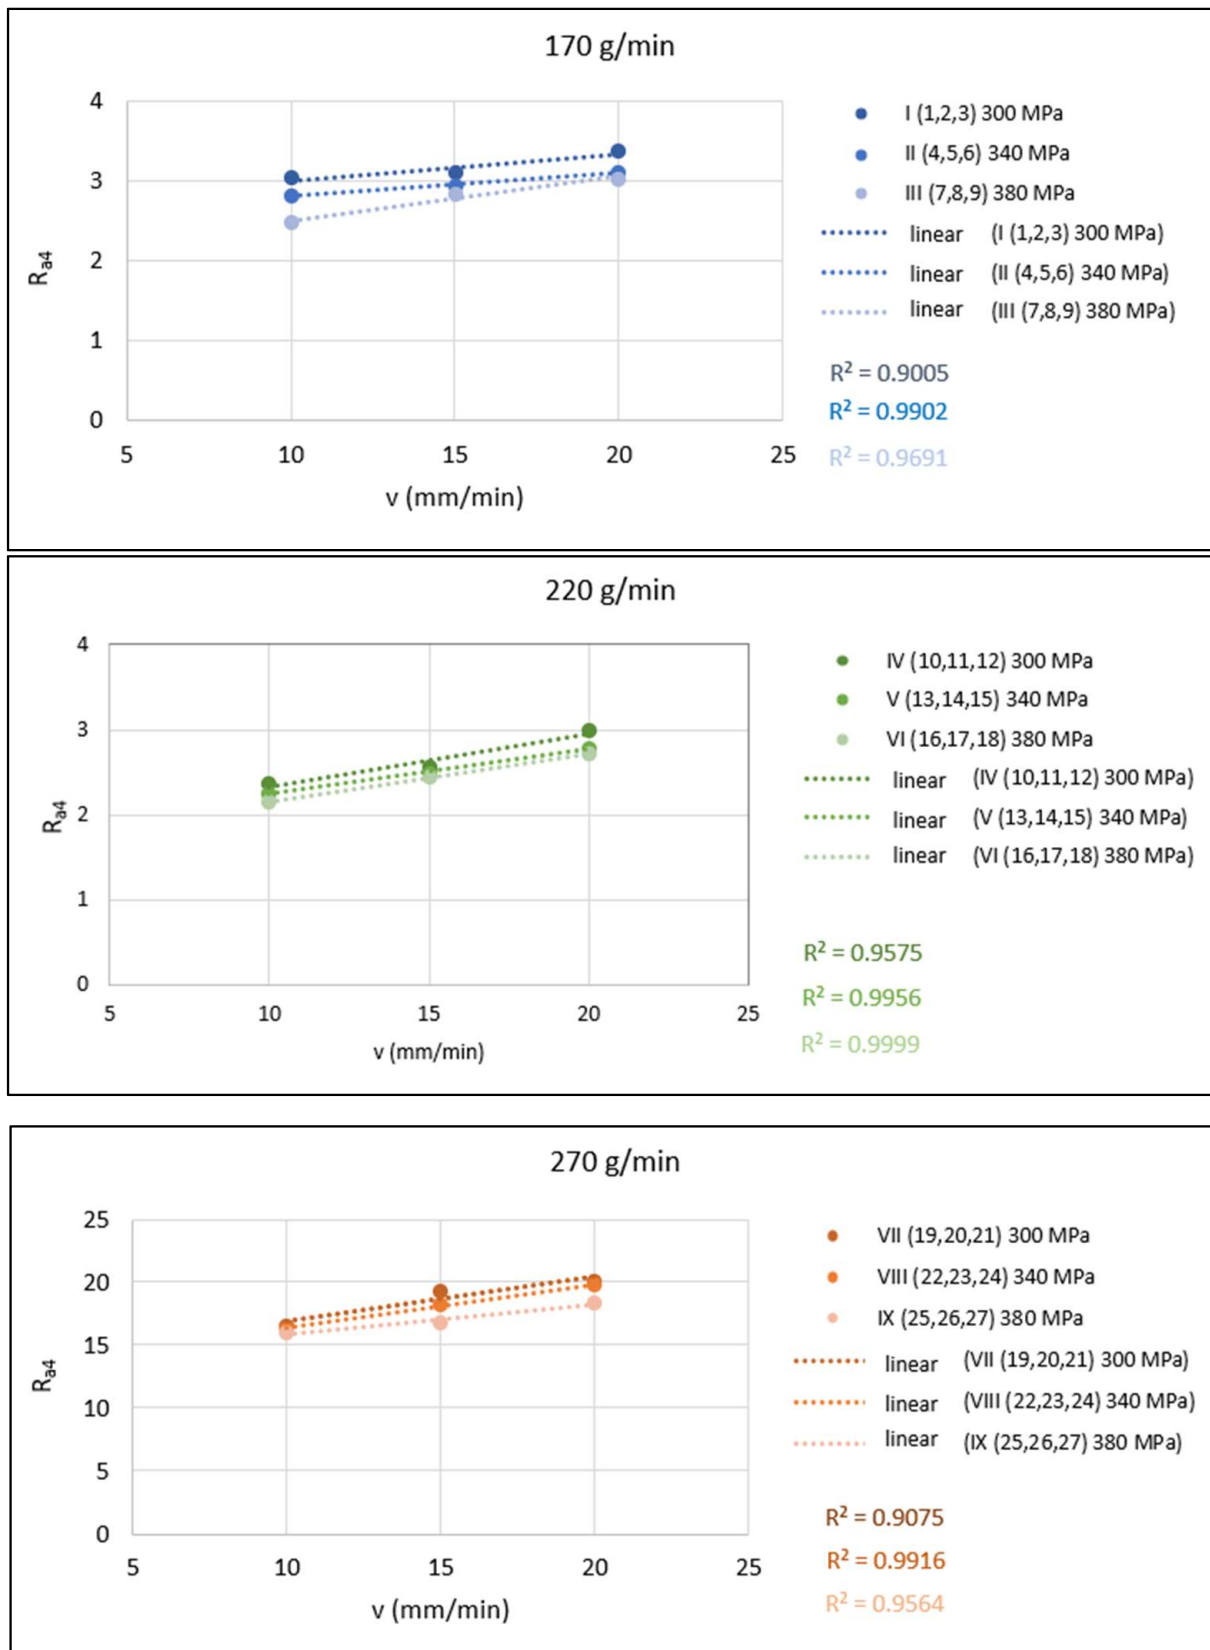 170 g/min
4
3
2
1
0
R_a4
5 10 15 20 25
v (mm/min)
I (1,2,3) 300 MPa
II (4,5,6) 340 MPa
III (7,8,9) 380 MPa
linear (I (1,2,3) 300 MPa)
linear (II (4,5,6) 340 MPa)
linear (III (7,8,9) 380 MPa)
R² = 0.9005
R² = 0.9902
R² = 0.9691
220 g/min
4
3
2
1
0
R_a4
5 10 15 20 25
v (mm/min)
IV (10,11,12) 300 MPa
V (13,14,15) 340 MPa
VI (16,17,18) 380 MPa
linear (IV (10,11,12) 300 MPa)
linear (V (13,14,15) 340 MPa)
linear (VI (16,17,18) 380 MPa)
R² = 0.9575
R² = 0.9956
R² = 0.9999
270 g/min
25
20
15
10
5
0
R_a4
5 10 15 20 25
v (mm/min)
VII (19,20,21) 300 MPa
VIII (22,23,24) 340 MPa
IX (25,26,27) 380 MPa
linear (VII (19,20,21) 300 MPa)
linear (VIII (22,23,24) 340 MPa)
linear (IX (25,26,27) 380 MPa)
R² = 0.9075
R² = 0.9916
R² = 0.9564